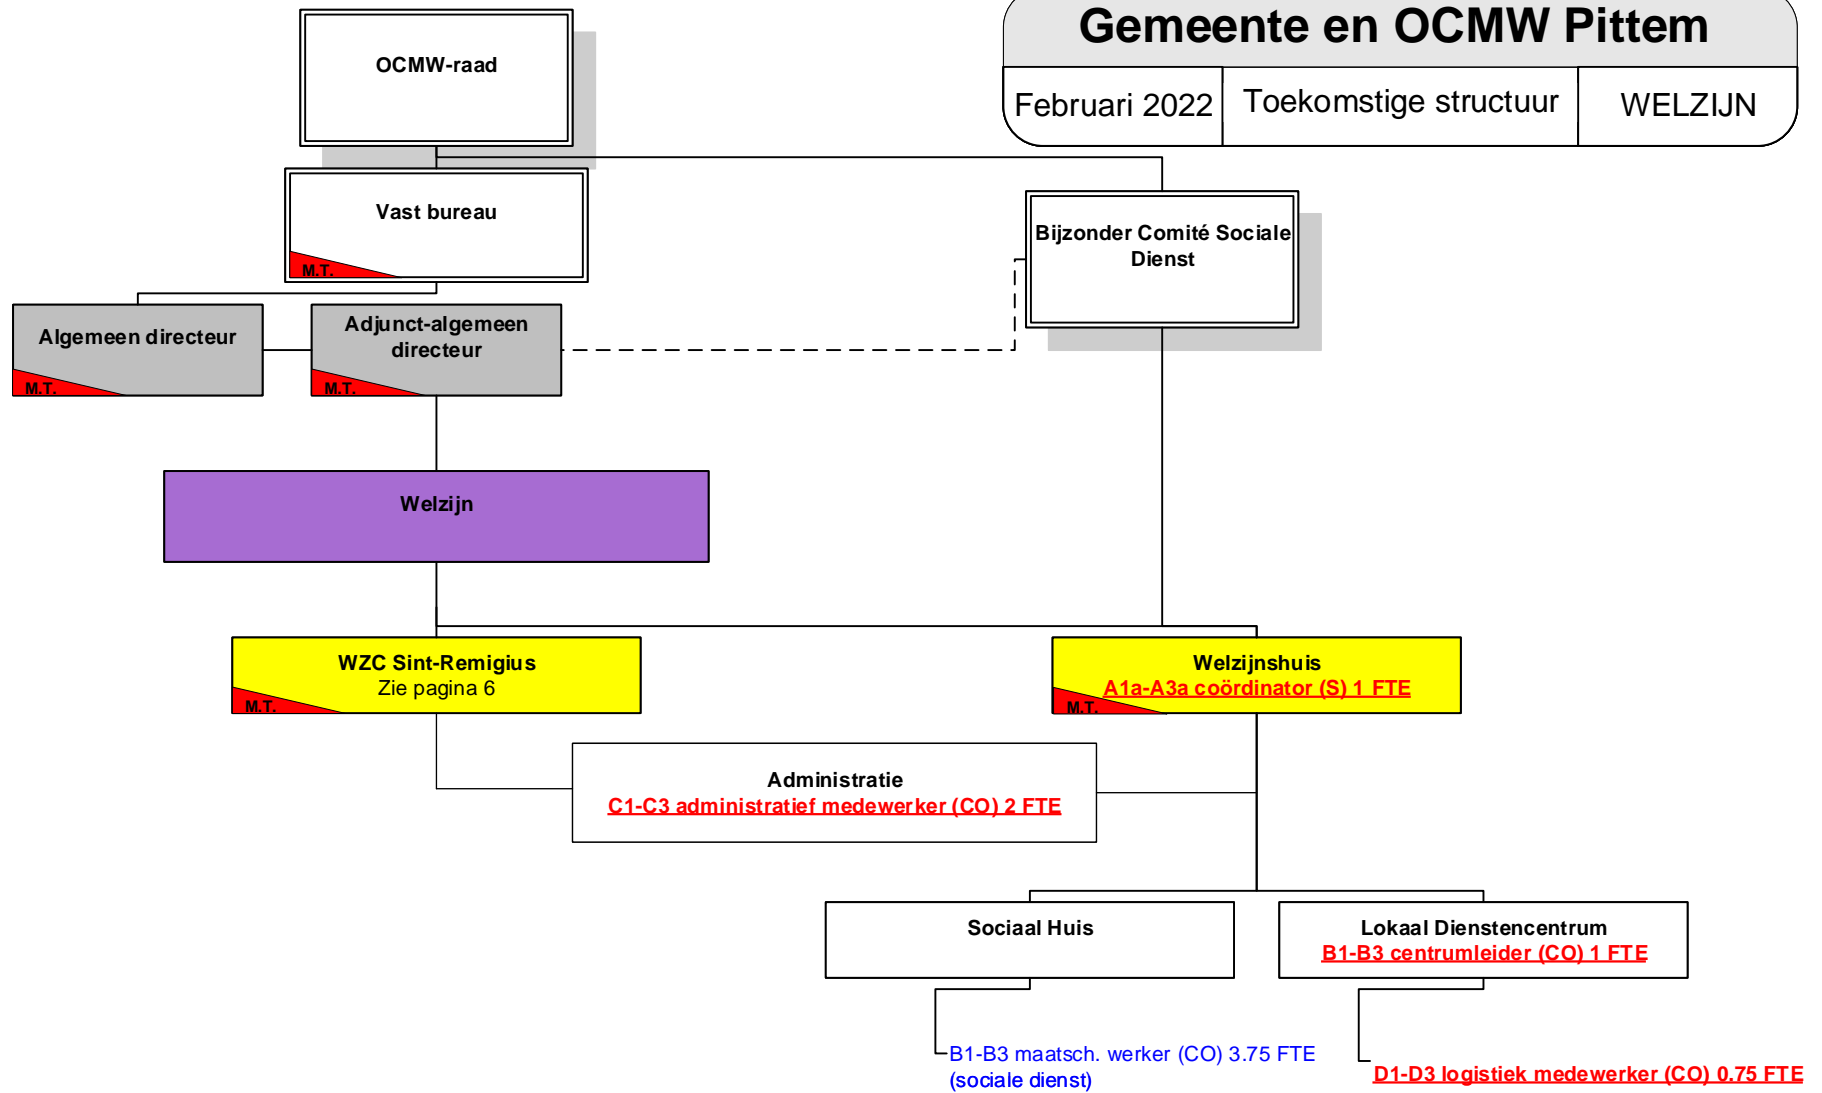 Gemeente en OCMW Pittem
Februari 2022
Toekomstige structuur
WELZIJN
OCMW-raad
Vast bureau
M.T.
Bijzonder Comité Sociale
Dienst
Algemeen directeur
M.T.
Adjunct-algemeen
directeur
M.T.
Welzijn
WZC Sint-Remigius
Zie pagina 6
M.T.
Welzijnshuis
A1a-A3a coördinator (S) 1 FTE
M.T.
Administratie
C1-C3 administratief medewerker (CO) 2 FTE
Sociaal Huis
Lokaal Dienstencentrum
B1-B3 centrumleider (CO) 1 FTE
B1-B3 maatsch. werker (CO) 3.75 FTE
(sociale dienst)
D1-D3 logistiek medewerker (CO) 0.75 FTE